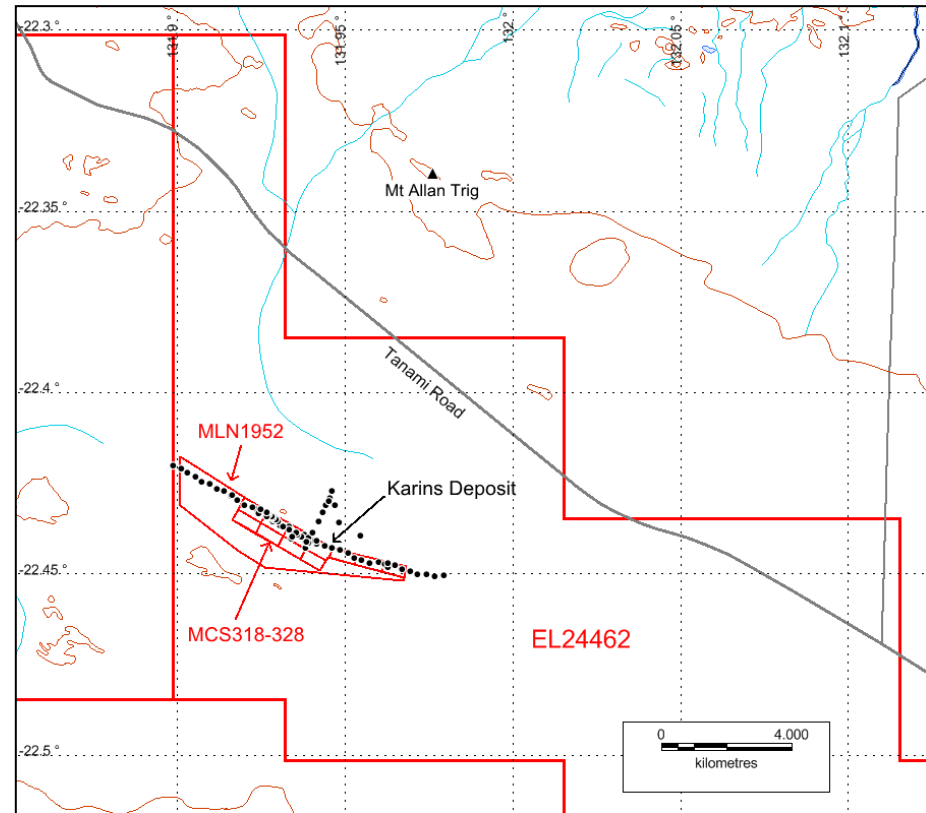 -22.3 °
131.9 °
131.95 °
132. °
132.05 °
132.1 °
Mt Allan Trig
-22.35 °
Tanami Road
-22.4 °
MLN1952
Karins Deposit
-22.45 °
MCS318-328
EL24462
-22.5 °
0 4.000
kilometres